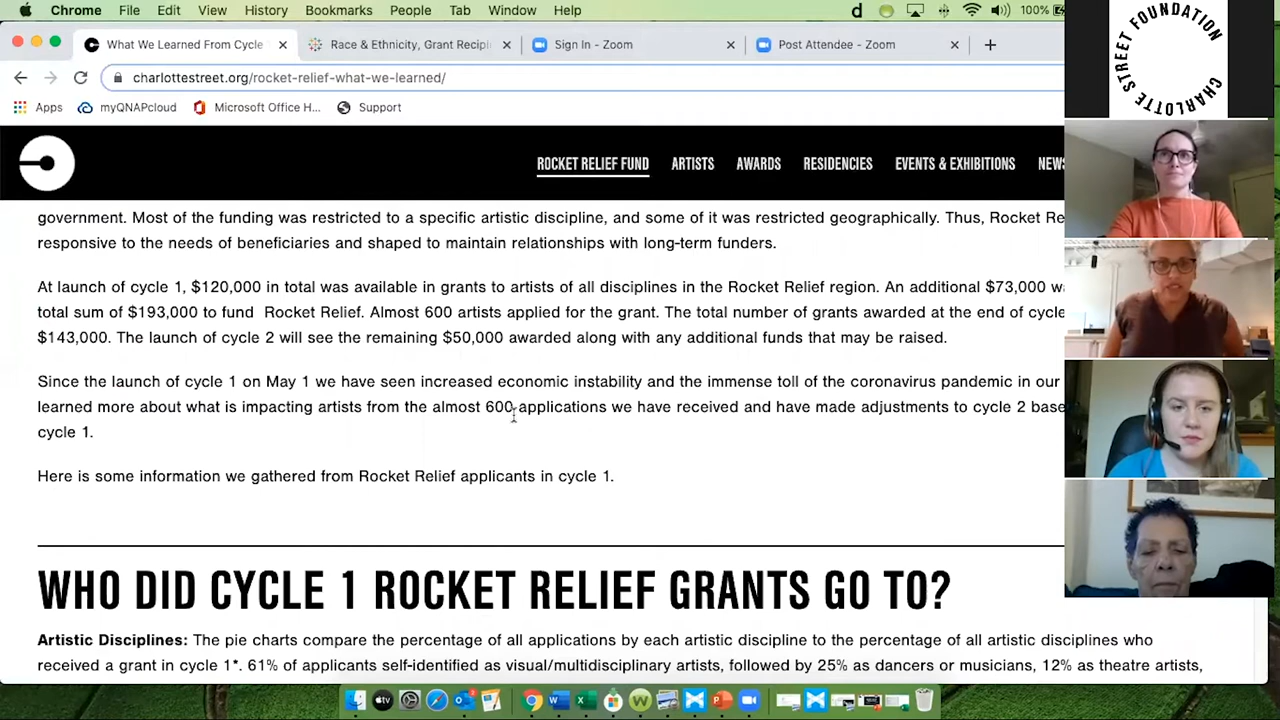 Chrome File Edit View History Bookmarks People Tab Window Help
100%
What We Learned From Cycle
Race & Ethnicity, Grant Recipi
Sign In - Zoom
Post Attendee - Zoom
charlottestreet.org/rocket-relief-what-we-learned/
Apps myQNAPcloud Microsoft Office H... Support
CHARLOTTE STREET FOUNDATION
ROCKET RELIEF FUND ARTISTS AWARDS RESIDENCIES EVENTS & EXHIBITIONS NEWS
government. Most of the funding was restricted to a specific artistic discipline, and some of it was restricted geographically. Thus, Rocket Re
responsive to the needs of beneficiaries and shaped to maintain relationships with long-term funders.
At launch of cycle 1, $120,000 in total was available in grants to artists of all disciplines in the Rocket Relief region. An additional $73,000 w
total sum of $193,000 to fund Rocket Relief. Almost 600 artists applied for the grant. The total number of grants awarded at the end of cycle
$143,000. The launch of cycle 2 will see the remaining $50,000 awarded along with any additional funds that may be raised.
Since the launch of cycle 1 on May 1 we have seen increased economic instability and the immense toll of the coronavirus pandemic in our
learned more about what is impacting artists from the almost 600 applications we have received and have made adjustments to cycle 2 base
cycle 1.
Here is some information we gathered from Rocket Relief applicants in cycle 1.
WHO DID CYCLE 1 ROCKET RELIEF GRANTS GO TO?
Artistic Disciplines: The pie charts compare the percentage of all applications by each artistic discipline to the percentage of all artistic disciplines who
received a grant in cycle 1*. 61% of applicants self-identified as visual/multidisciplinary artists, followed by 25% as dancers or musicians, 12% as theatre artists,